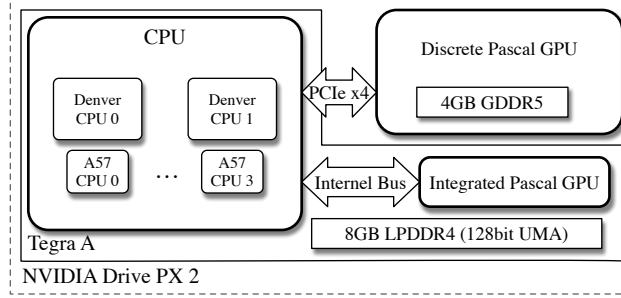 CPU
Denver
CPU 0
Denver
CPU 1
A57
CPU 0
...
A57
CPU 3
Tegra A
PCIe x4
Discrete Pascal GPU
4GB GDDR5
Internel Bus
Integrated Pascal GPU
8GB LPDDR4 (128bit UMA)
NVIDIA Drive PX 2